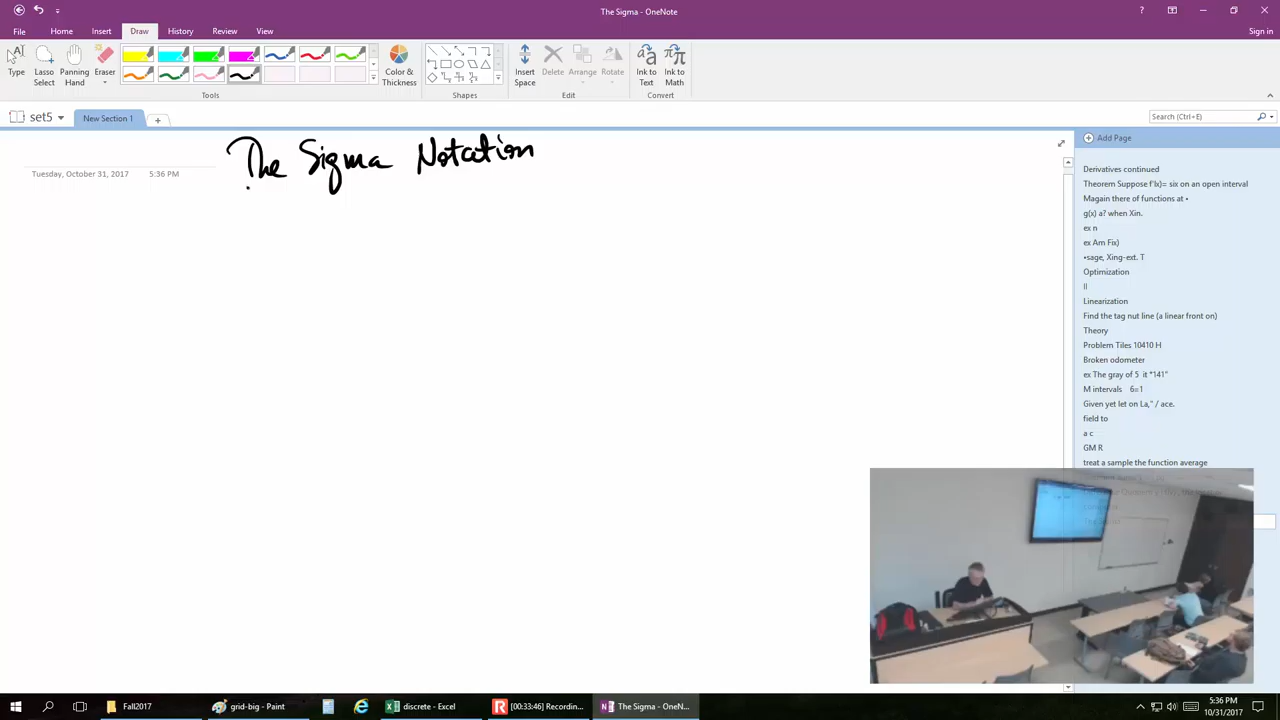 The Sigma - OneNote
?
File
Home
Insert
Draw
History
Review
View
Sign in
Type
Lasso Select
Panning Hand
Eraser
Color & Thickness
Insert Space
Delete
Arrange
Rotate
Ink to Text
Ink to Math
Tools
Shapes
Edit
Convert
set5
New Section 1
Search (Ctrl+E)
The Sigma Notation
Tuesday, October 31, 2017 5:36 PM
Add Page
Derivatives continued
Theorem Suppose f'lx)= six on an open interval
Magain there of functions at •
g(x) a? when Xin.
ex n
ex Am Fix)
•sage, Xing-ext. T
Optimization
II
Linearization
Find the tag nut line (a linear front on)
Theory
Problem Tiles 10410 H
Broken odometer
ex The gray of 5 it *141"
M intervals 6=1
Given yet let on La," / ace.
field to
a c
GM R
treat a sample the function average
Fall2017
grid-big - Paint
discrete - Excel
[00:33:46] Recordin...
The Sigma - OneN...
5:36 PM
10/31/2017